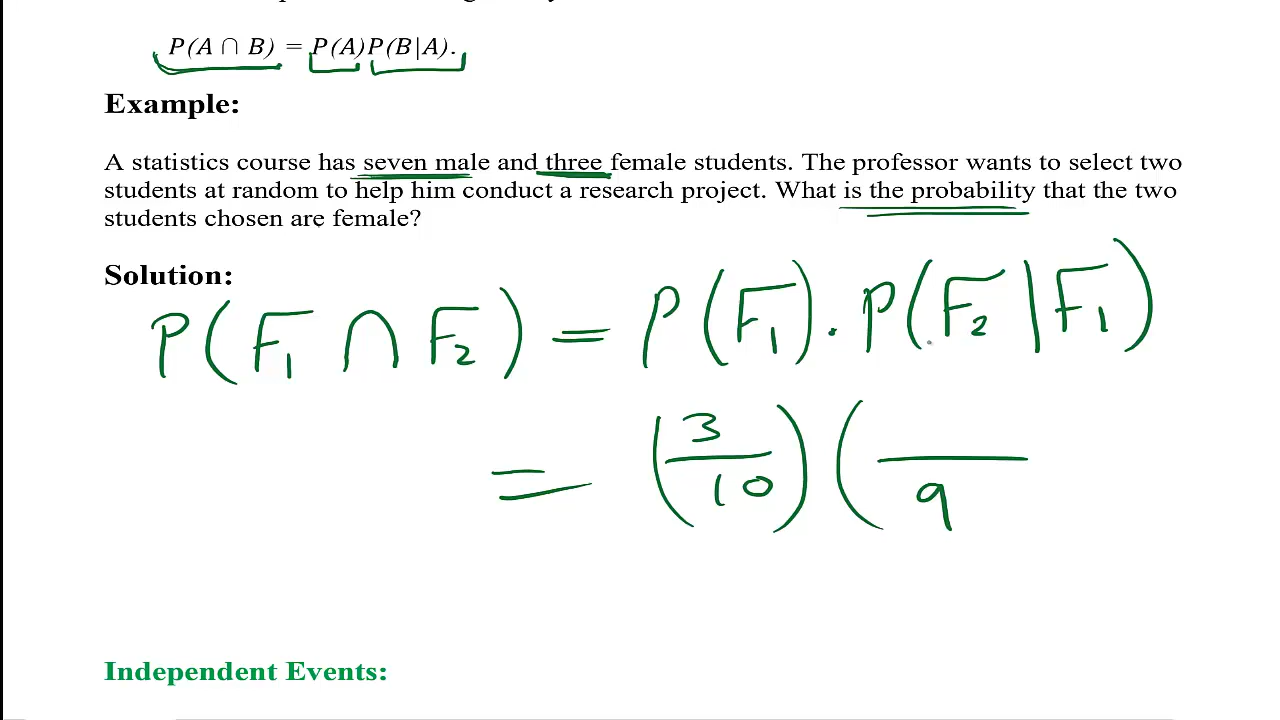 P(A ∩ B) = P(A)P(B|A).
Example:
A statistics course has seven male and three female students. The professor wants to select two
students at random to help him conduct a research project. What is the probability that the two
students chosen are female?
Solution:
P(F₁ ∩ F₂) = P(F₁) · P(F₂ | F₁)
= (3/10) ( /9
Independent Events: